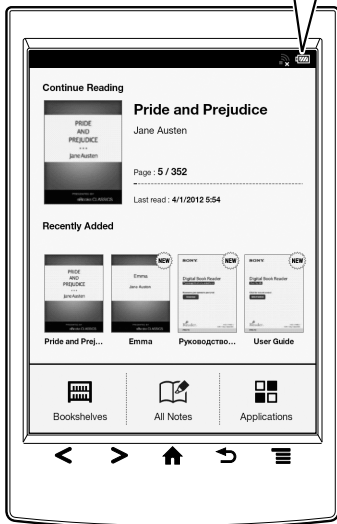 Continue Reading
PRIDE
AND
PREJUDICE
Jane Austen
Pride and Prejudice
Jane Austen
Page : 5 / 352
Last read : 4/1/2012 5:54
Recently Added
PRIDE
AND
PREJUDICE
Jane Austen
NEW
Emma
Jane Austen
NEW
SONY
Digital Book Reader
NEW
SONY
Digital Book Reader
Pride and Prej...
Emma
Руководство...
User Guide
Bookshelves
All Notes
Applications